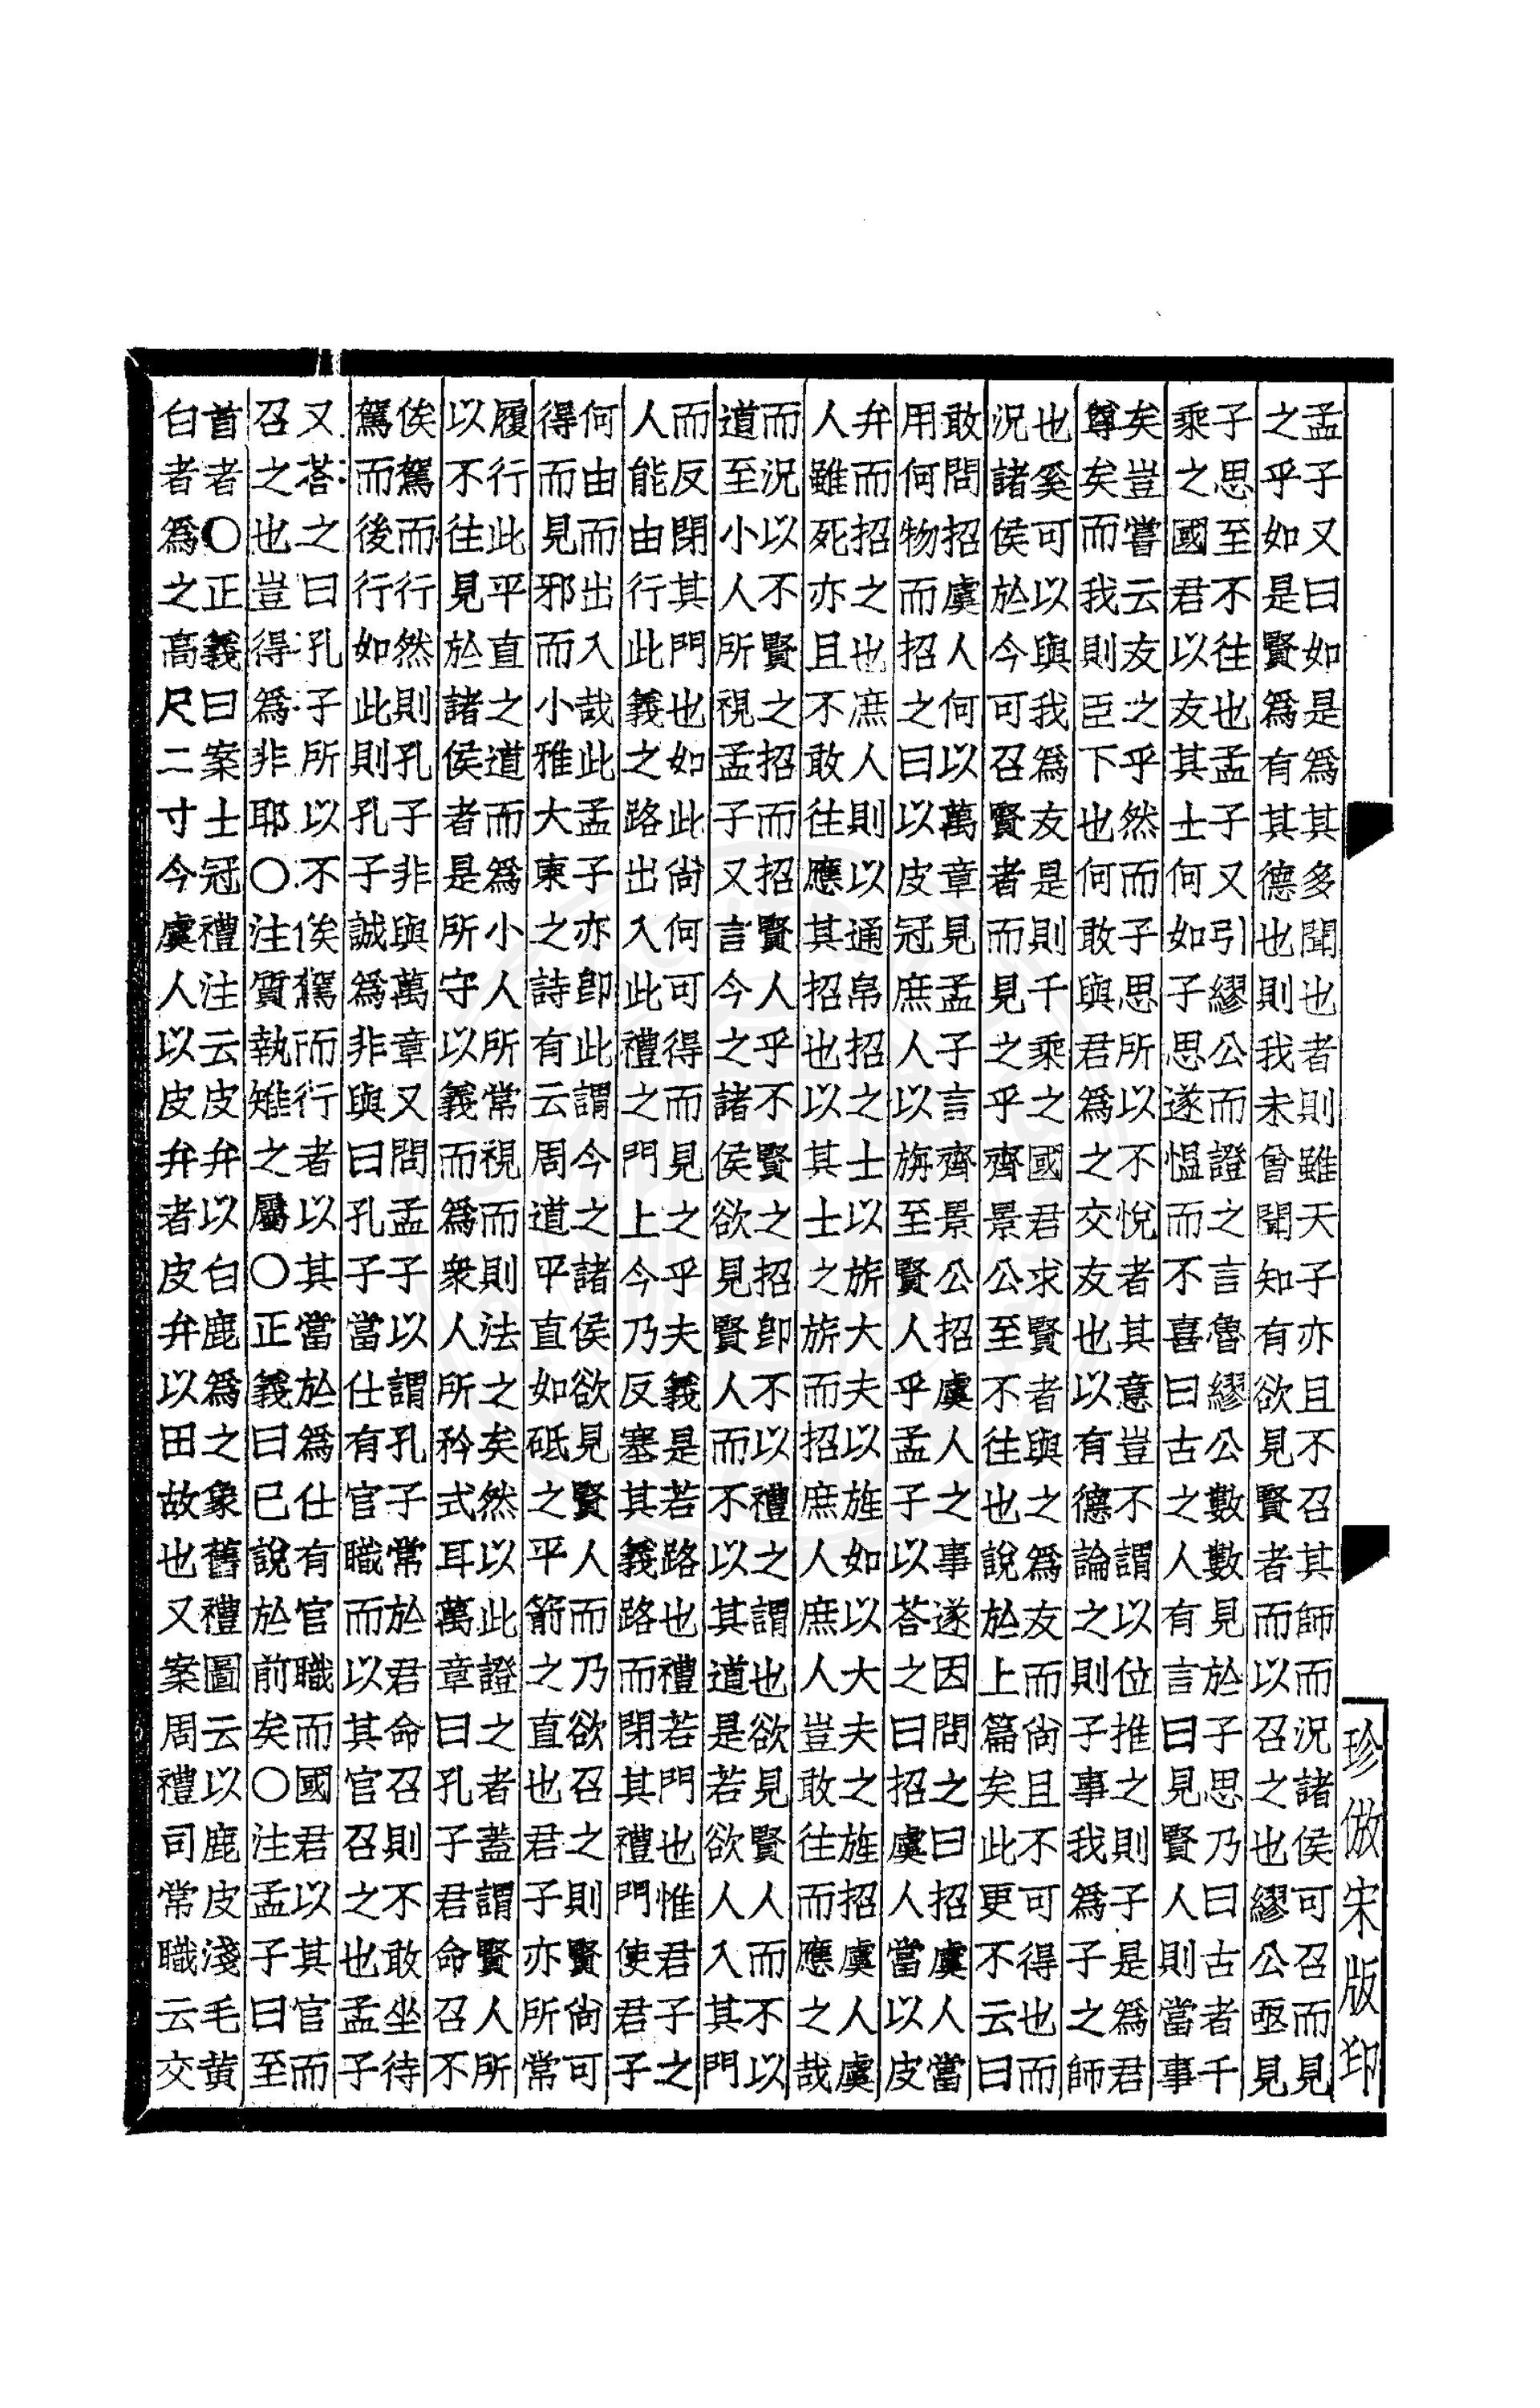 珍倣宋版印
孟子又曰如是爲其多聞也者則雖天子亦且不召其師而況諸侯可召而見
之乎如是賢爲有其德也則我未曾聞知有欲見賢者而以召之也繆公亟見
子思至不往也孟子又引繆公而證之言魯繆公數數見於子思乃曰古者千
乘之國君以友其士何如子思遂愠而不喜曰古之人有言曰見賢人則當事
矣豈嘗云友之乎然而子思所以不悅者其意豈不謂以位推之則子是爲君
尊矣而我則臣下也何敢與君爲之交友也以有德論之則子事我爲子之師
也奚可以與我爲友是則千乘之國君求賢者與之爲友而尙且不可得也而
況諸侯於今可召賢者而見之乎齊景公至不往也說於上篇矣此更不云曰
敢問招虞人何以萬章見孟子言齊景公招虞人之事遂因問之曰招虞人當
用何物而招之曰以皮冠庶人以旃至賢人乎孟子以荅之曰招虞人當以皮
弁而招之也庶人則以通帛招之士以旂大夫以旌如以大夫之旌招虞人虞
人雖死亦且不敢往應其招也以其士之旂而招庶人庶人豈敢往而應之哉
而況以不賢之招而招賢人乎不賢之招卽不以禮之謂也欲見賢人而不以
道至小人所視孟子又言今之諸侯欲見賢人而不以其道是若欲人入其門
而反閉其門也如此尙何可得而見之乎夫義是若路也禮若門也惟君子之
人能由行此義之路出入此禮之門上今乃反塞其義路而閉其禮門使君子
何由而出入哉此孟子亦卽此謂今之諸侯欲見賢人而乃欲召之則賢尙可
得而見邪而小雅大東之詩有云周道平直如砥之平箭之直也君子亦所常
履行此平直之道而爲小人所常視而則法之矣然以此證之者蓋謂賢人所
以不往見於諸侯者是所守以義而爲衆人所矜式耳萬章曰孔子君命召不
俟駕而行然則孔子非與萬章又問孟子以謂孔子常於君命召則不敢坐待
駕而後行如此則孔子誠爲非與曰孔子當仕有官職而以其官召之也孟子
又荅之曰孔子所以不俟駕而行者以其當於爲仕有官職而國君以其官而
召之也豈得爲非耶○注質執雉之屬○正義曰已說於前矣○注孟子曰至
首者○正義曰案士冠禮注云皮弁以白鹿爲之象舊禮圖云以鹿皮淺毛黃
白者爲之高尺二寸今虞人以皮弁者皮弁以田故也又案周禮司常職云交